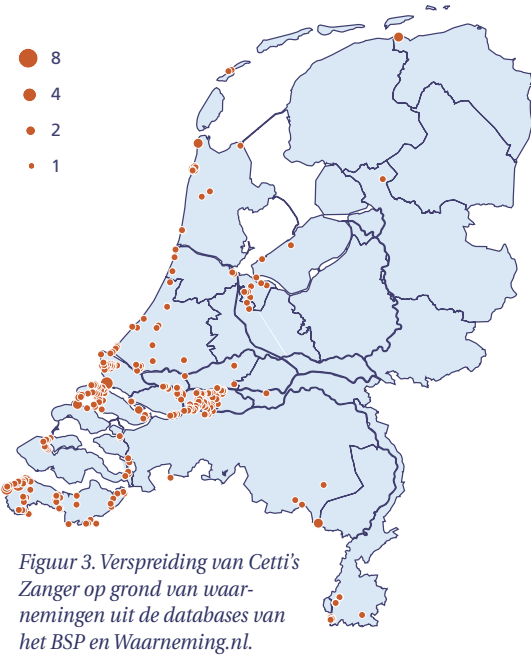 8
4
2
1
Figuur 3. Verspreiding van Cetti's
Zanger op grond van waar-
nemingen uit de databases van
het BSP en Waarneming.nl.